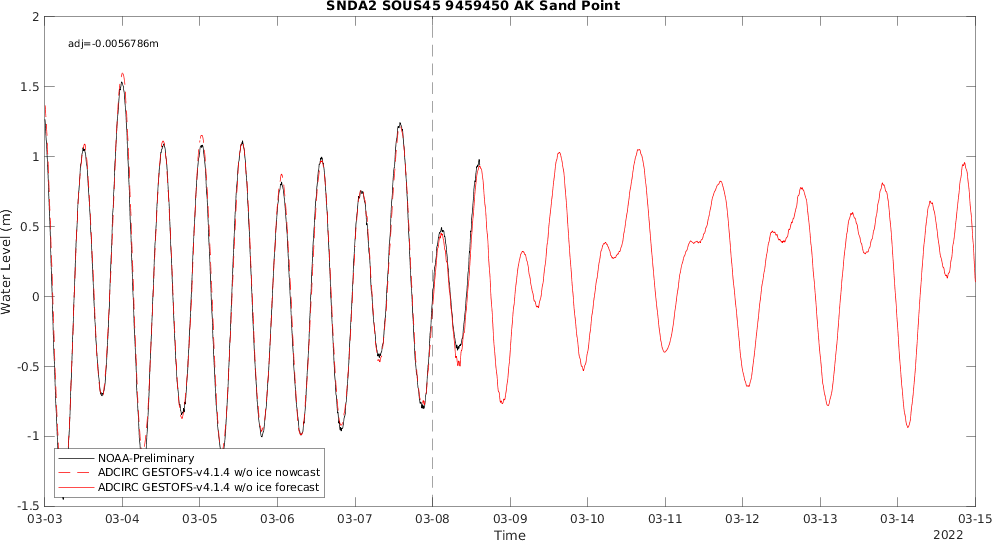 SNDA2 SOUS45 9459450 AK Sand Point
adj=-0.0056786m
Water Level (m)
2
1.5
1
0.5
0
-0.5
-1
-1.5
NOAA-Preliminary
ADCIRC GESTOFS-v4.1.4 w/o ice nowcast
ADCIRC GESTOFS-v4.1.4 w/o ice forecast
03-03 03-04 03-05 03-06 03-07 03-08 03-09 03-10 03-11 03-12 03-13 03-14 03-15
Time
2022